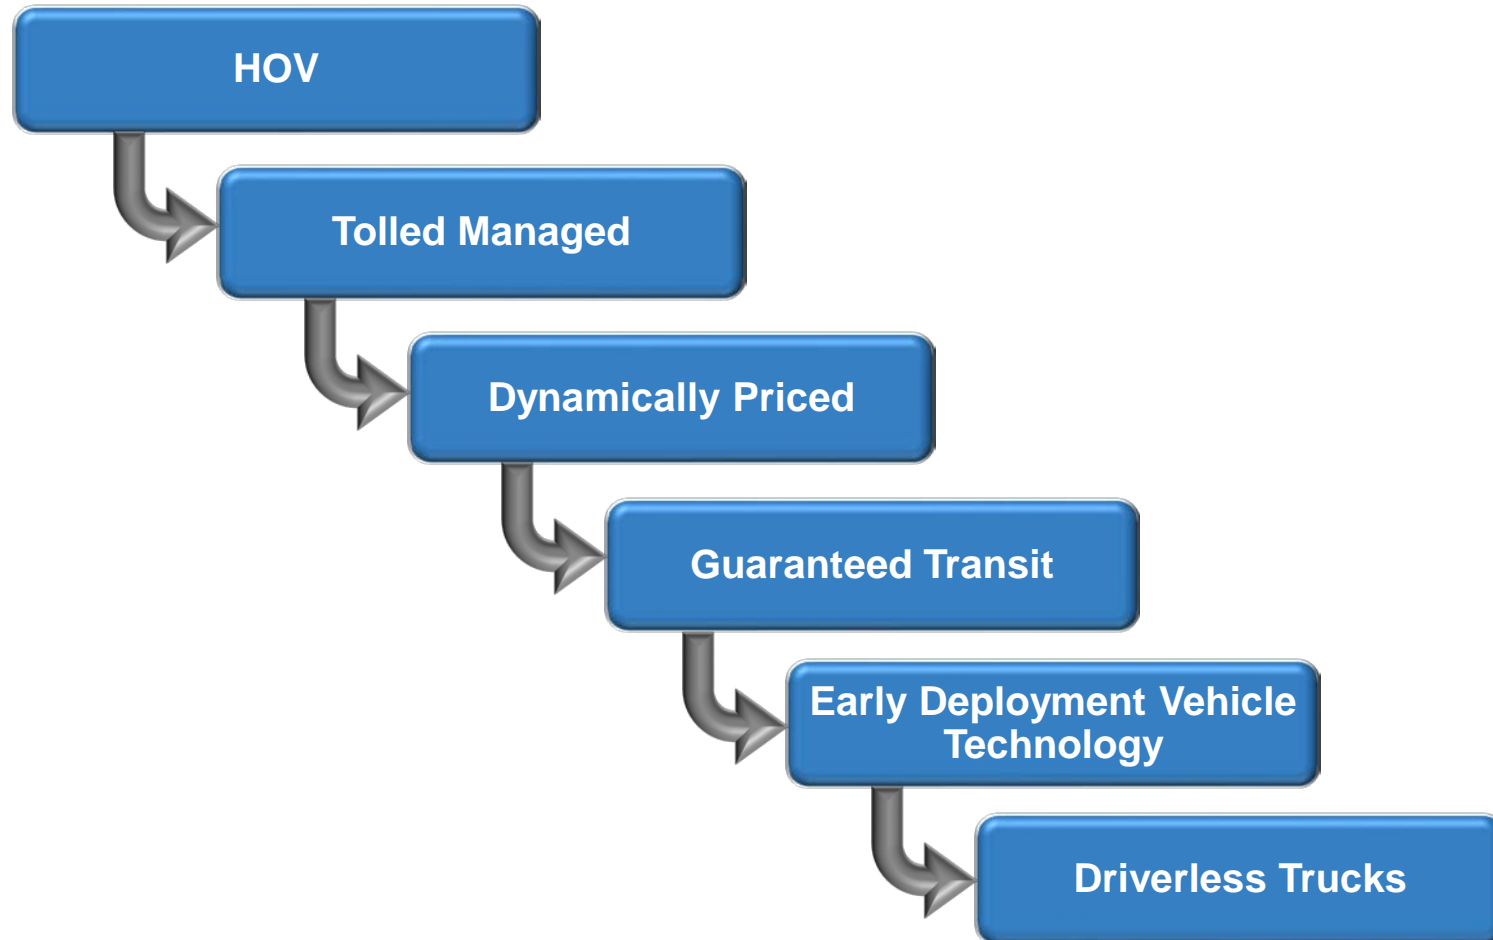 HOV
Tolled Managed
Dynamically Priced
Guaranteed Transit
Early Deployment Vehicle
Technology
Driverless Trucks